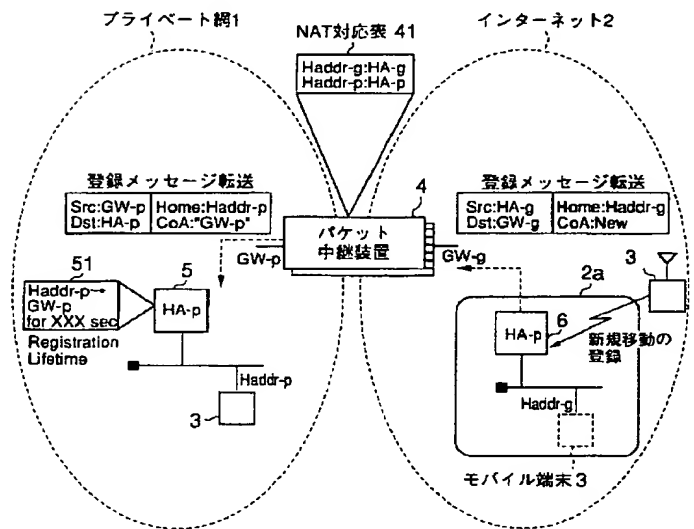 プライベート網1
インターネット2
NAT対応表 41
Haddr-g:HA-g
Haddr-p:HA-p
登録メッセージ転送
Src:GW-p Home:Haddr-p
Dst:HA-p CoA:"GW-p"
4
パケット
中継装置
GW-p
GW-g
登録メッセージ転送
Src:HA-g Home:Haddr-g
Dst:GW-g CoA:New
51
Haddr-p→
GW-p
for XXX sec
Registration
Lifetime
5
HA-p
Haddr-p
3
2a
3
HA-p
6
新規移動の
登録
Haddr-g
モバイル端末3